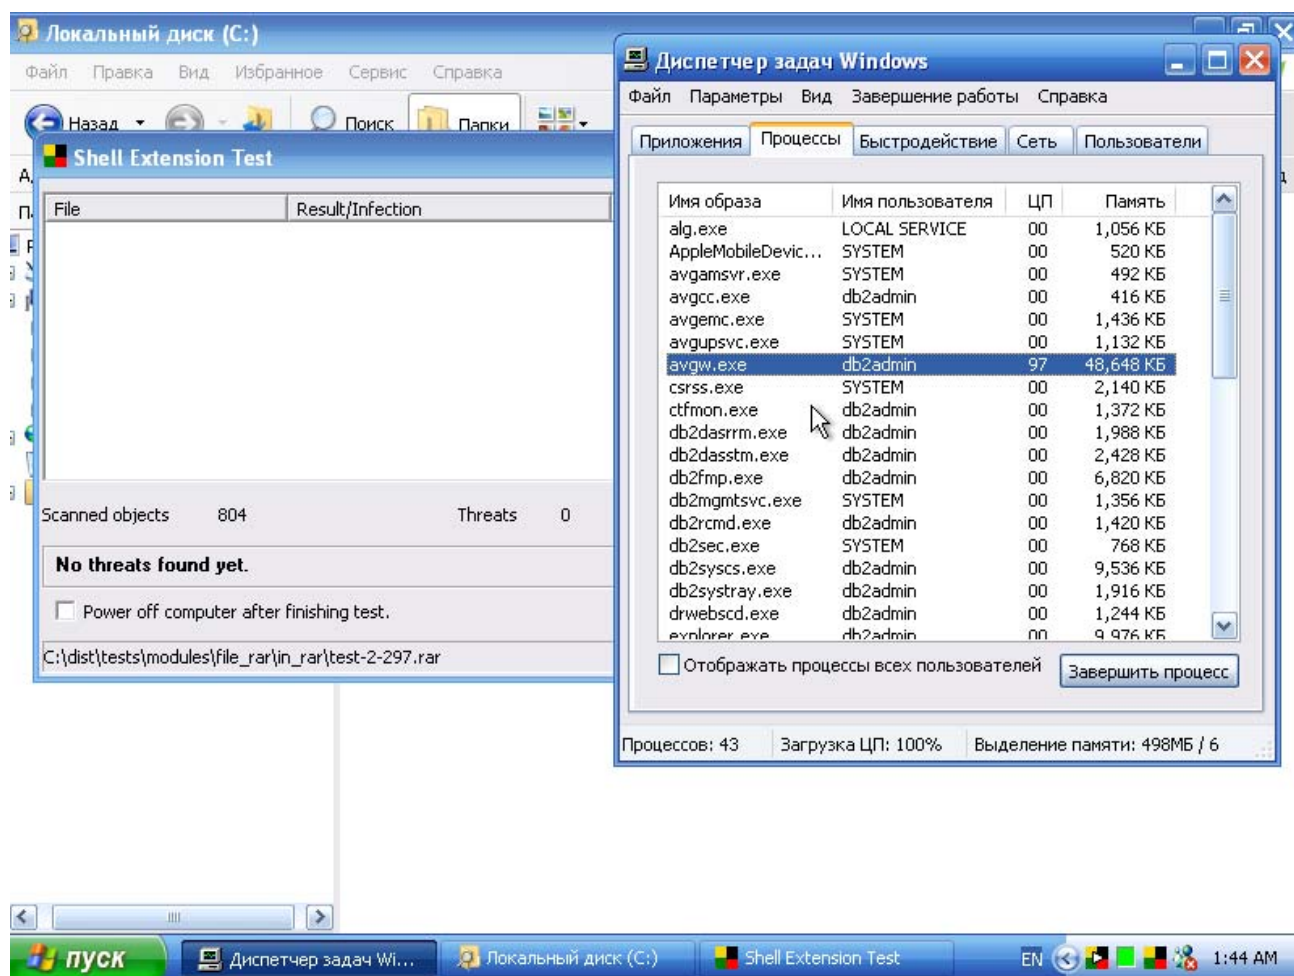 Локальный диск (C:)
Файл Правка Вид Избранное Сервис Справка
Назад Поиск Папки
Shell Extension Test
File Result/Infection
Scanned objects 804 Threats 0
No threats found yet.
Power off computer after finishing test.
C:\dist\tests\modules\file_rar\in_rar\test-2-297.rar
Диспетчер задач Windows
Файл Параметры Вид Завершение работы Справка
Приложения Процессы Быстродействие Сеть Пользователи
Имя образа Имя пользователя ЦП Память
alg.exe LOCAL SERVICE 00 1,056 КБ
AppleMobileDevic... SYSTEM 00 520 КБ
avgamsvr.exe SYSTEM 00 492 КБ
avgcc.exe db2admin 00 416 КБ
avgemc.exe SYSTEM 00 1,436 КБ
avgupsvc.exe SYSTEM 00 1,132 КБ
avgw.exe db2admin 97 48,648 КБ
csrss.exe SYSTEM 00 2,140 КБ
ctfmon.exe db2admin 00 1,372 КБ
db2dasrrm.exe db2admin 00 1,988 КБ
db2dasstm.exe db2admin 00 2,428 КБ
db2fmp.exe db2admin 00 6,820 КБ
db2mgmtsvc.exe SYSTEM 00 1,356 КБ
db2rcmd.exe db2admin 00 1,420 КБ
db2sec.exe SYSTEM 00 768 КБ
db2syscs.exe db2admin 00 9,536 КБ
db2systray.exe db2admin 00 1,916 КБ
drwebscd.exe db2admin 00 1,244 КБ
explorer.exe db2admin 00 9,976 КБ
Отображать процессы всех пользователей Завершить процесс
Процессов: 43 Загрузка ЦП: 100% Выделение памяти: 498МБ / 6
пуск Диспетчер задач Wi... Локальный диск (C:) Shell Extension Test EN 1:44 AM